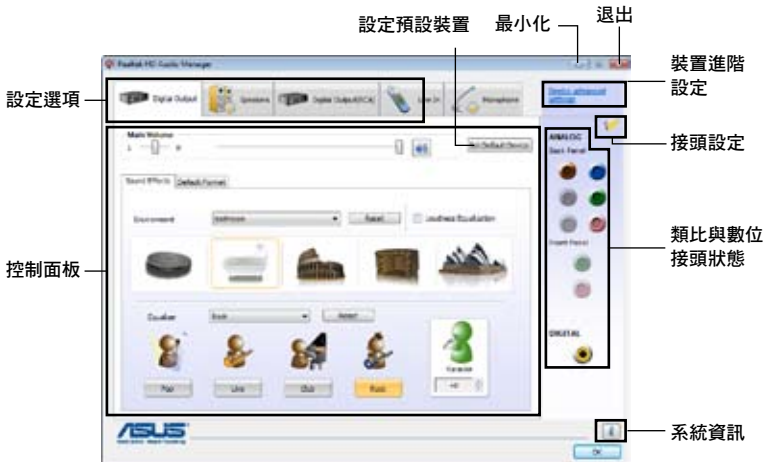 設定預設裝置
最小化
退出
Realtek HD Audio Manager
設定選項
Digital Output
Speakers
Digital Output(RCA)
Line In
Microphone
Device advanced settings
裝置進階
設定
Main Volume
L
R
Set Default Device
ANALOG
Back Panel
接頭設定
Sound Effects
Default Format
Environment
Bathroom
Reset
Loudness Equalization
Front Panel
類比與數位
接頭狀態
控制面板
Equalizer
Rock
Reset
Pop
Live
Club
Rock
Karaoke
+0
DIGITAL
ASUS
系統資訊
OK